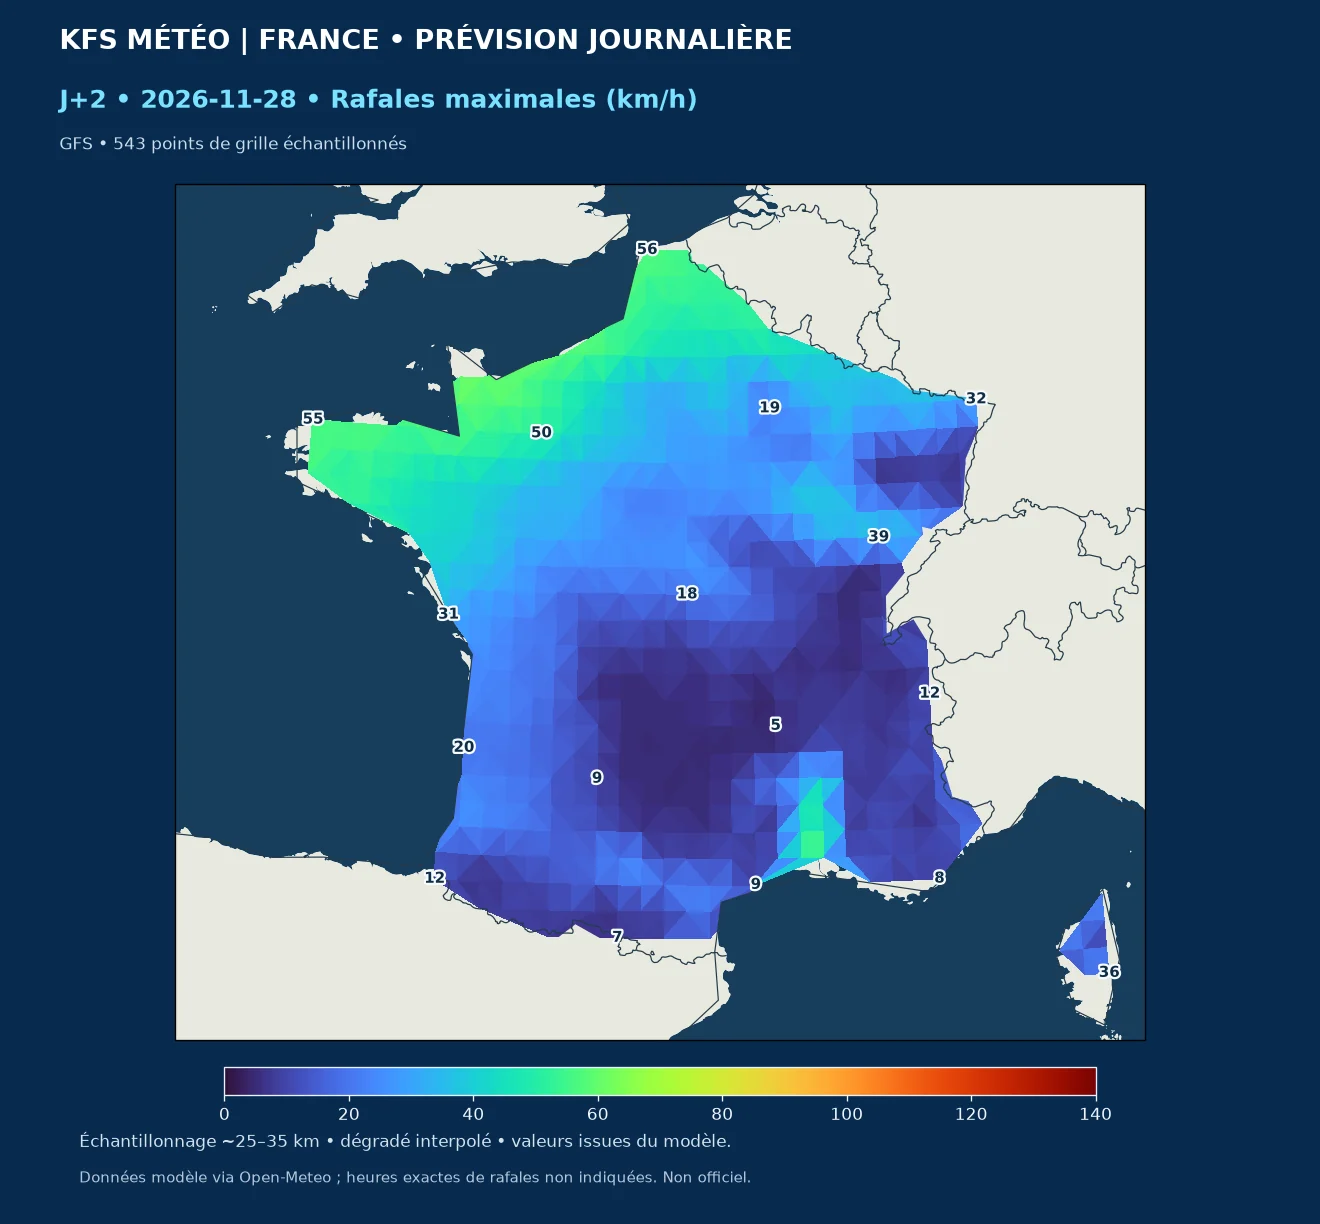 KFS MÉTÉO | FRANCE • PRÉVISION JOURNALIÈRE
J+2 • 2026-11-28 • Rafales maximales (km/h)
GFS • 543 points de grille échantillonnés
56
32
19
55
50
39
18
31
12
5
20
9
12
9
8
7
36
0 20 40 60 80 100 120 140
Échantillonnage ~25–35 km • dégradé interpolé • valeurs issues du modèle.
Données modèle via Open-Meteo ; heures exactes de rafales non indiquées. Non officiel.